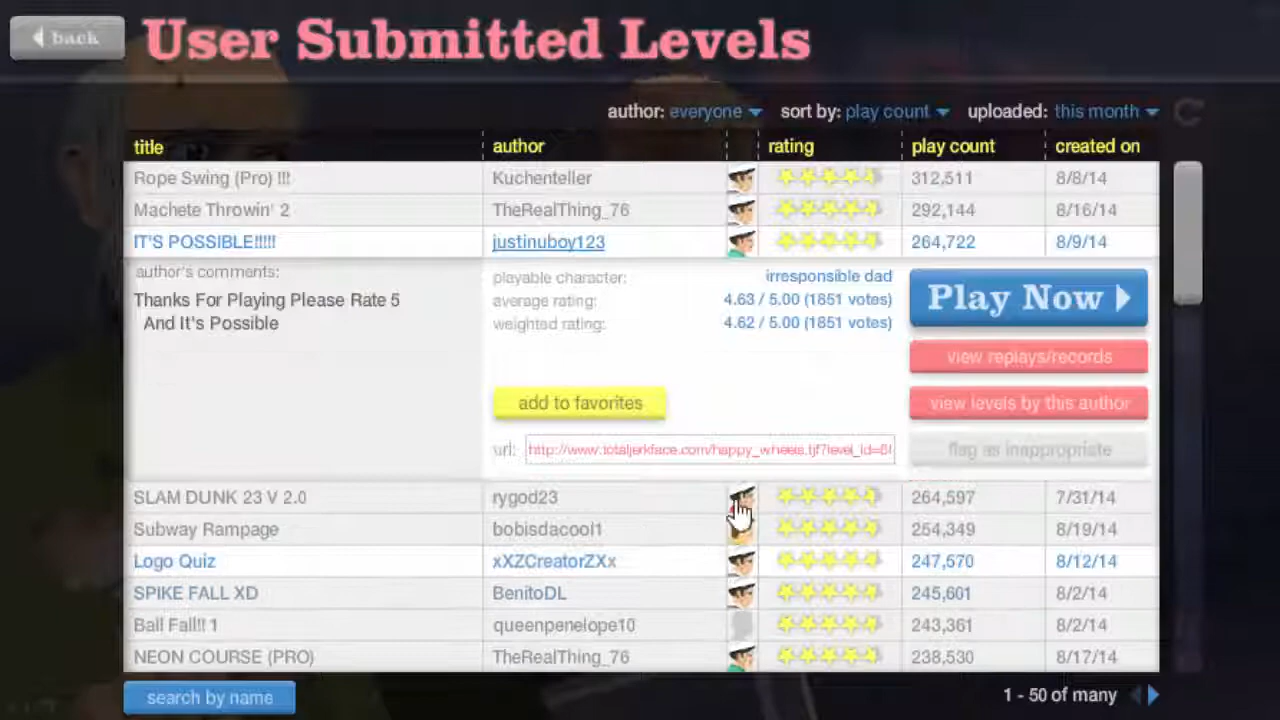 back
User Submitted Levels
author: everyone sort by: play count uploaded: this month
title author rating play count created on
Rope Swing (Pro) !!! Kuchenteller 312,511 8/8/14
Machete Throwin' 2 TheRealThing_76 292,144 8/16/14
IT'S POSSIBLE!!!!! justinuboy123 264,722 8/9/14
author's comments:
Thanks For Playing Please Rate 5
And It's Possible
playable character: irresponsible dad
average rating: 4.63 / 5.00 (1851 votes)
weighted rating: 4.62 / 5.00 (1851 votes)
add to favorites
url: http://www.totaljerkface.com/happy_wheels.tjf?level_id=
Play Now
view replays/records
view levels by this author
flag as inappropriate
SLAM DUNK 23 V 2.0 rygod23 264,597 7/31/14
Subway Rampage bobisdacool1 254,349 8/19/14
Logo Quiz xXZCreatorZXx 247,570 8/12/14
SPIKE FALL XD BenitoDL 245,601 8/2/14
Ball Fall!! 1 queenpenelope10 243,361 8/2/14
NEON COURSE (PRO) TheRealThing_76 238,530 8/17/14
search by name
1 - 50 of many